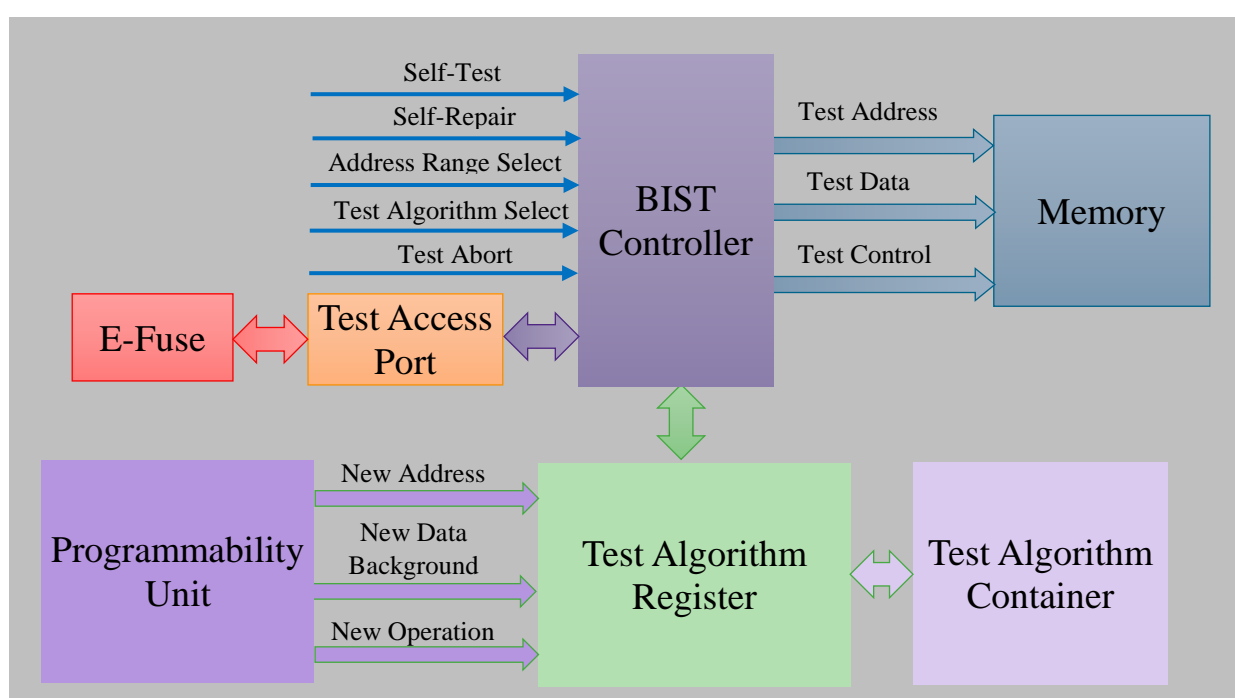 Self-Test
Self-Repair
Address Range Select
Test Algorithm Select
Test Abort
BIST
Controller
Test Address
Test Data
Test Control
Memory
E-Fuse
Test Access
Port
Programmability
Unit
New Address
New Data
Background
New Operation
Test Algorithm
Register
Test Algorithm
Container